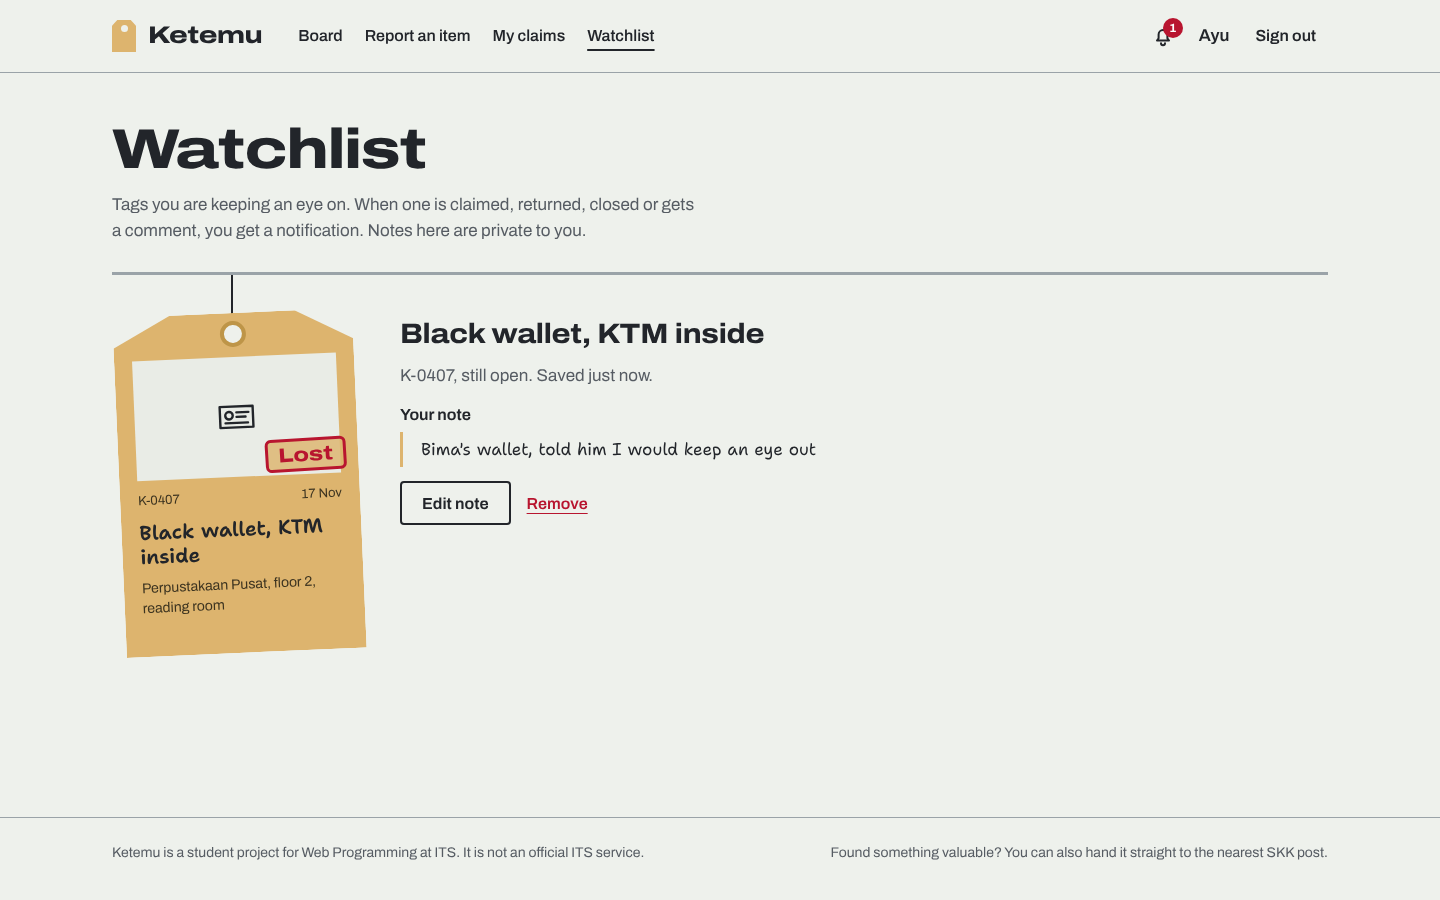 Ketemu
Board
Report an item
My claims
Watchlist
1
Ayu
Sign out
Watchlist
Tags you are keeping an eye on. When one is claimed, returned, closed or gets
a comment, you get a notification. Notes here are private to you.
Lost
K-0407
17 Nov
Black wallet, KTM
inside
Perpustakaan Pusat, floor 2,
reading room
Black wallet, KTM inside
K-0407, still open. Saved just now.
Your note
Bima's wallet, told him I would keep an eye out
Edit note
Remove
Ketemu is a student project for Web Programming at ITS. It is not an official ITS service.
Found something valuable? You can also hand it straight to the nearest SKK post.